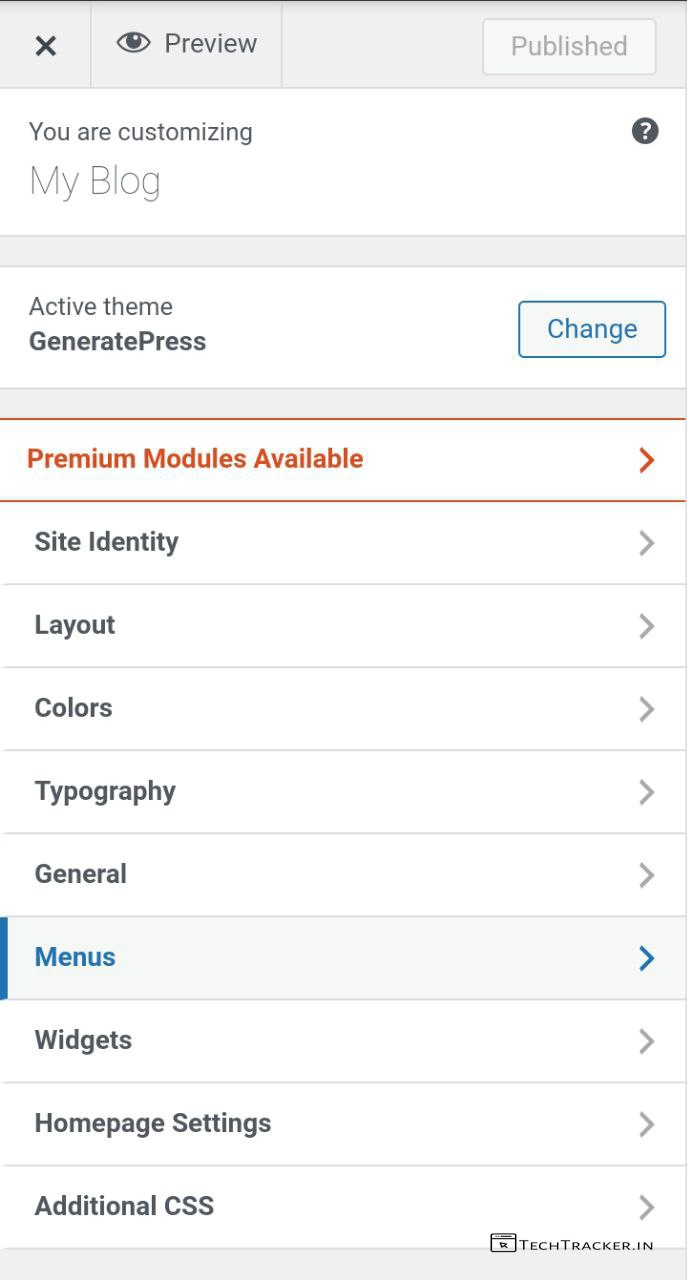 Preview
Published
You are customizing
My Blog
Active theme
GeneratePress
Change
Premium Modules Available
Site Identity
Layout
Colors
Typography
General
Menus
Widgets
Homepage Settings
Additional CSS
TECHTRACKER.IN